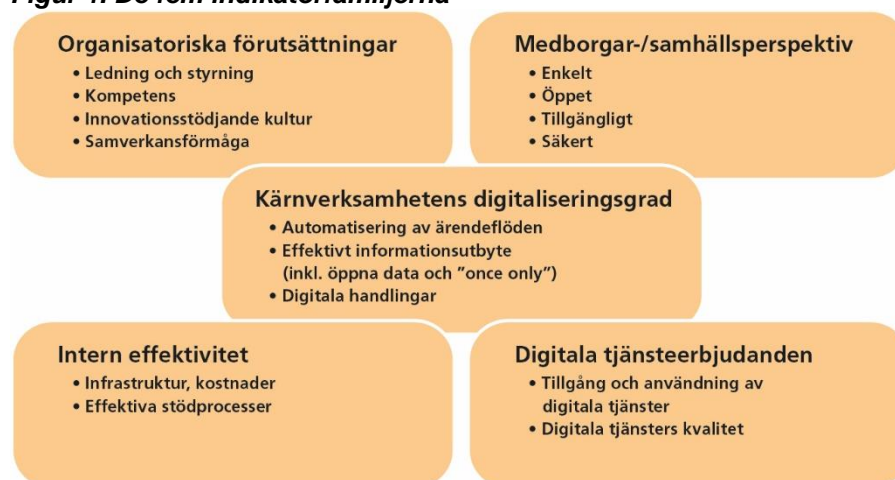 Organisatoriska förutsättningar
• Ledning och styrning
• Kompetens
• Innovationsstödjande kultur
• Samverkansförmåga
Medborgar-/samhällsperspektiv
• Enkelt
• Öppet
• Tillgängligt
• Säkert
Kärnverksamhetens digitaliseringsgrad
• Automatisering av ärendeflöden
• Effektivt informationsutbyte
(inkl. öppna data och "once only")
• Digitala handlingar
Intern effektivitet
• Infrastruktur, kostnader
• Effektiva stödprocesser
Digitala tjänsteerbjudanden
• Tillgång och användning av
digitala tjänster
• Digitala tjänsters kvalitet